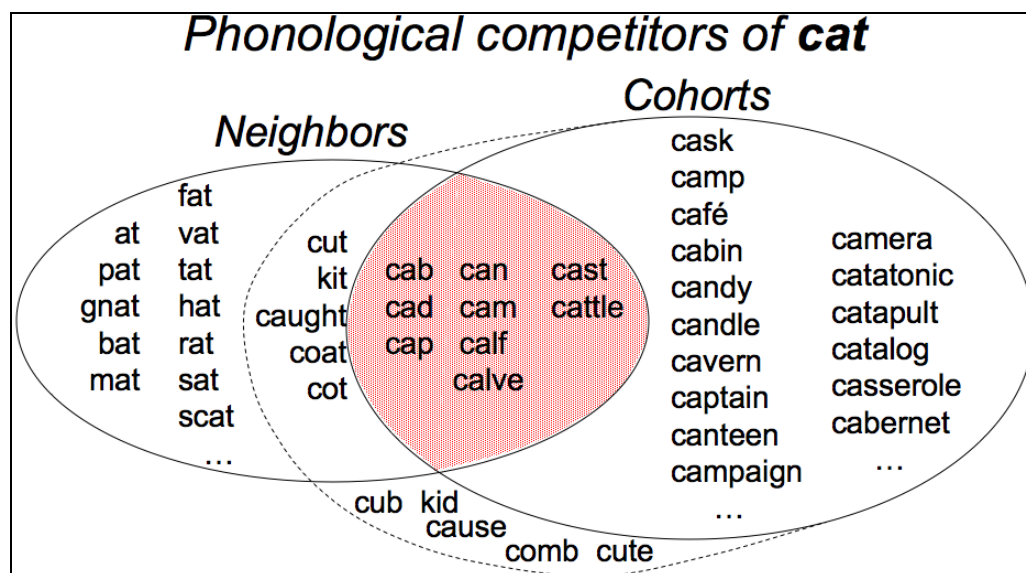 Phonological competitors of cat
Neighbors
Cohorts
fat
at
vat
pat
tat
gnat
hat
bat
rat
mat
sat
scat
…
cut
kit
caught
coat
cot
cab can cast
cad cam cattle
cap calf
calve
cask
camp
café
cabin
candy
candle
cavern
captain
canteen
campaign
…
camera
catatonic
catapult
catalog
casserole
cabernet
…
cub kid
cause
comb cute